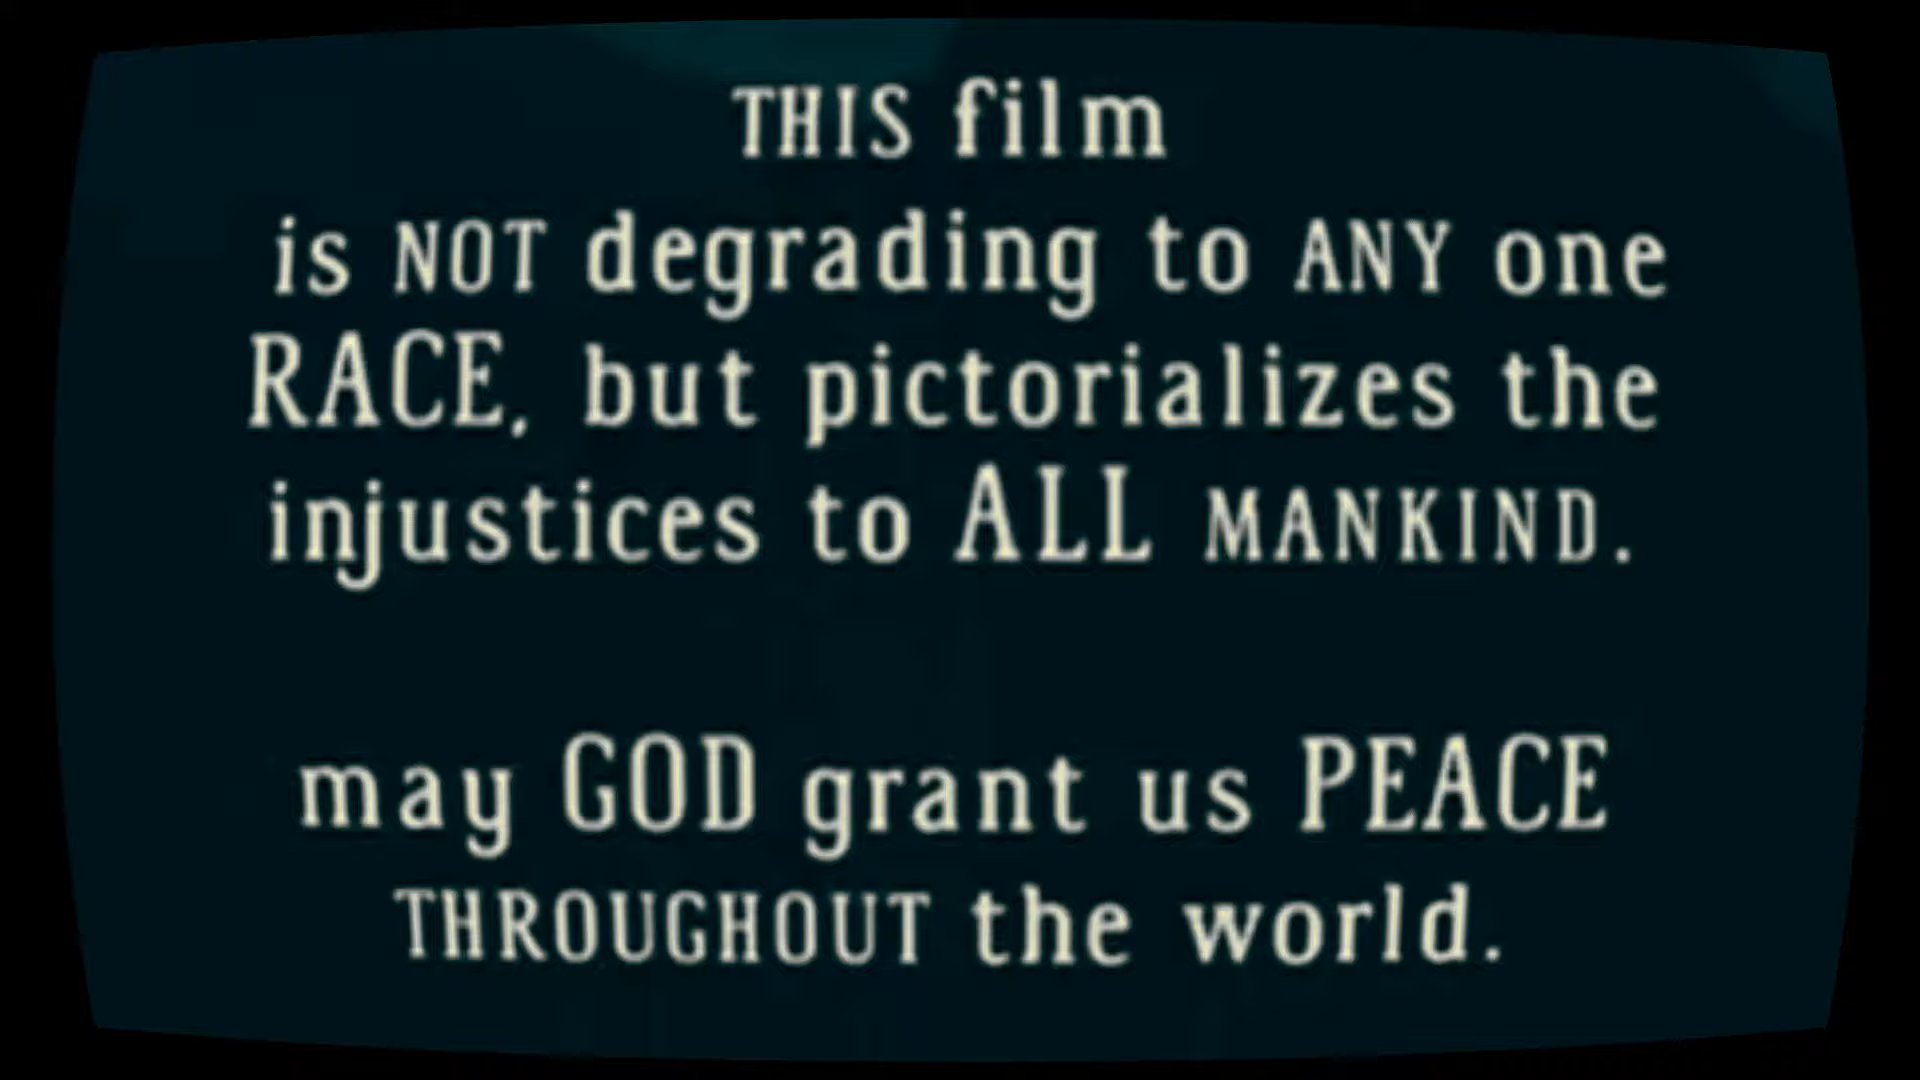 THIS film
is NOT degrading to ANY one
RACE, but pictorializes the
injustices to ALL MANKIND.
may GOD grant us PEACE
THROUGHOUT the world.